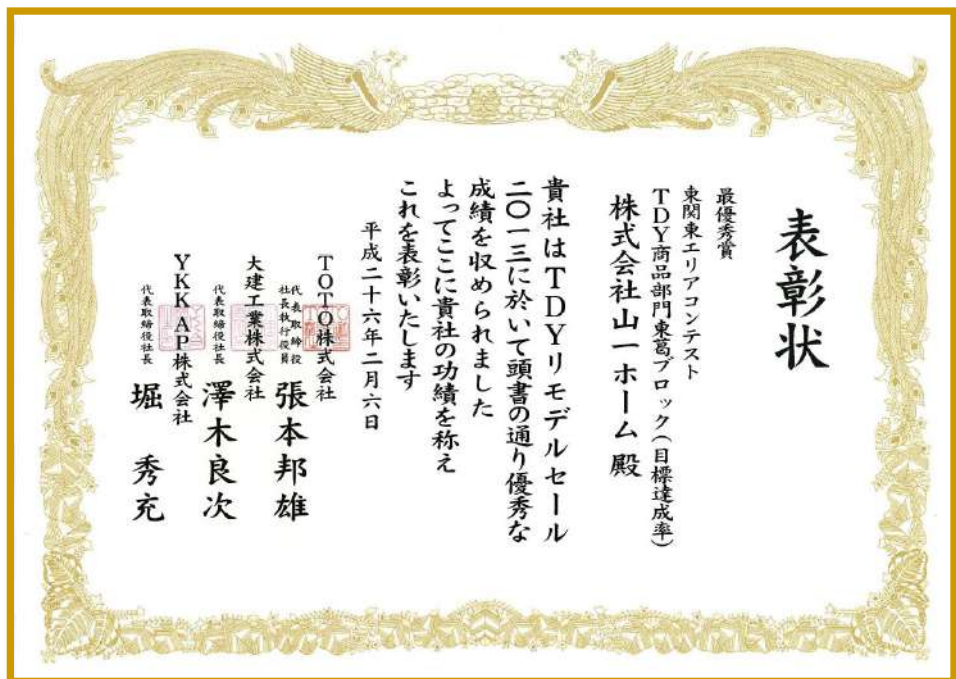 表彰状
最優秀賞
東関東エリアコンテスト
TDY商品部門東葛ブロック(目標達成率)
株式会社山一ホーム殿
貴社はTDYリモデルセール
二〇一三に於いて頭書の通り優秀な
成績を収められました
よってここに貴社の功績を称え
これを表彰いたします
平成二十六年二月六日
TOTO株式会社
代表取締役
社長執行役員
張本邦雄
大建工業株式会社
代表取締役社長
澤木良次
YKK AP株式会社
代表取締役社長
堀 秀充